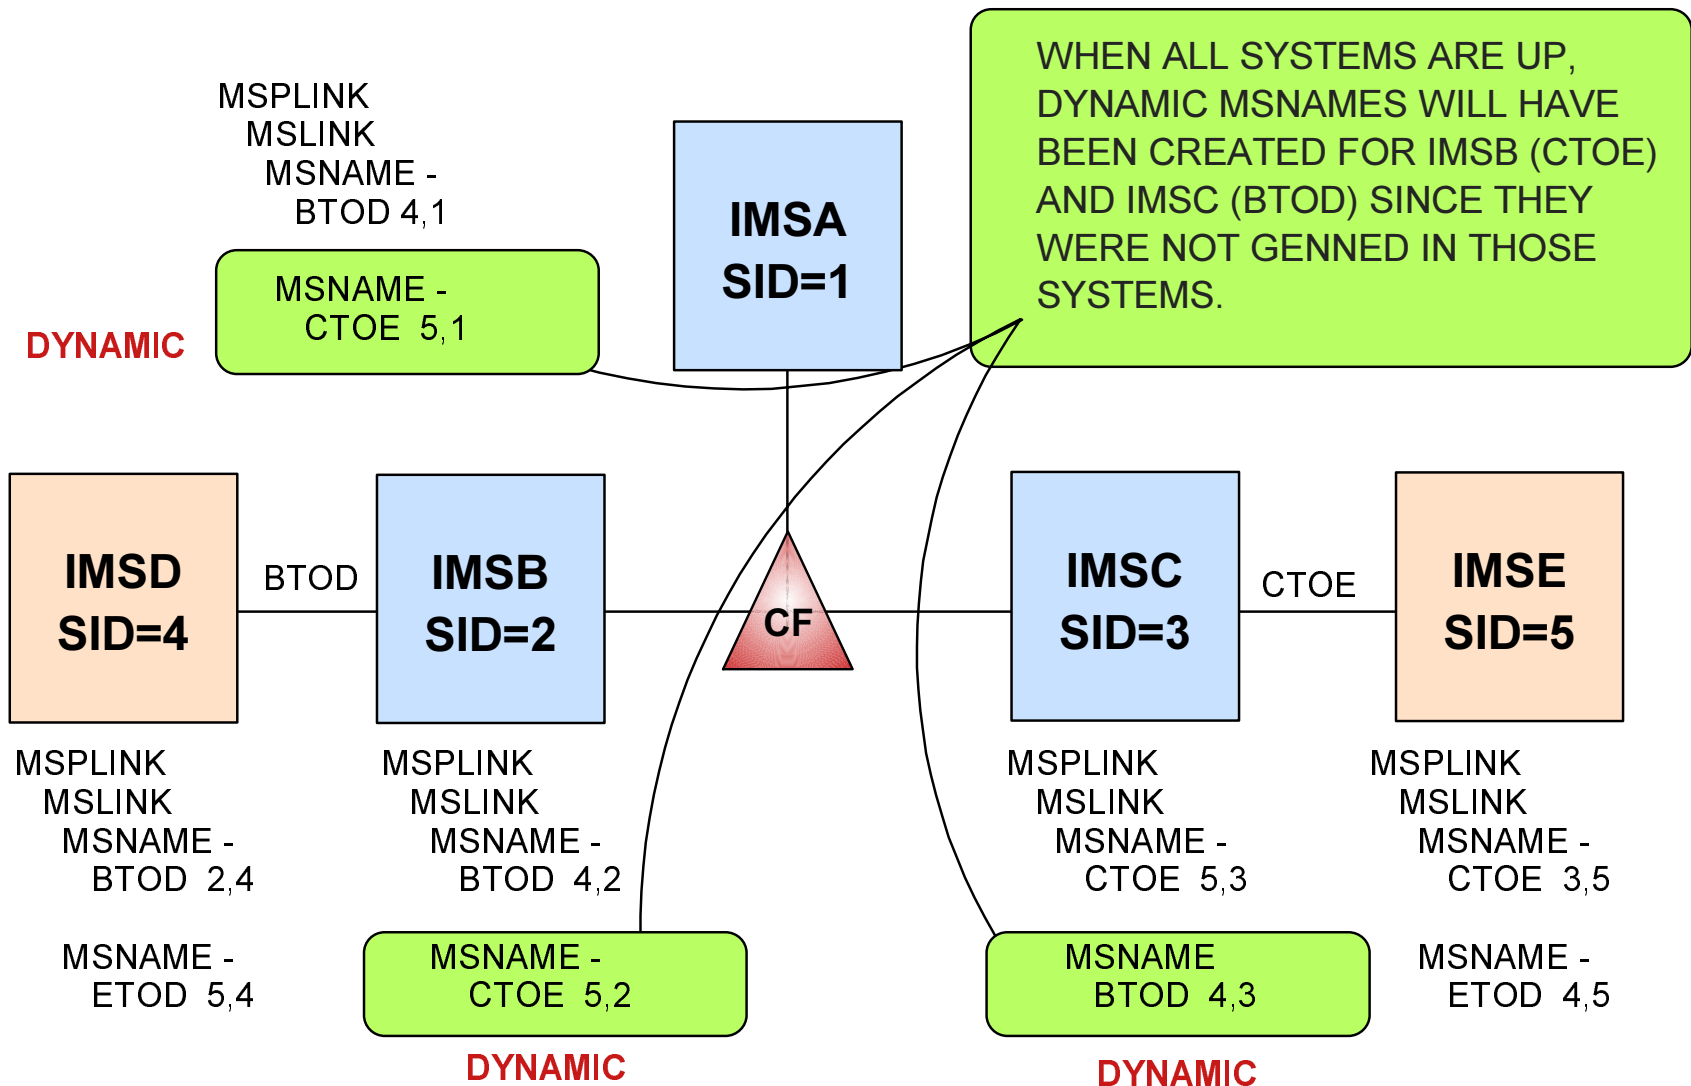 MSPLINK
MSLINK
MSNAME -
BTOD 4,1
MSNAME -
CTOE 5,1
DYNAMIC
IMSA
SID=1
WHEN ALL SYSTEMS ARE UP,
DYNAMIC MSNAMES WILL HAVE
BEEN CREATED FOR IMSB (CTOE)
AND IMSC (BTOD) SINCE THEY
WERE NOT GENNED IN THOSE
SYSTEMS.
IMSD
SID=4
BTOD
IMSB
SID=2
CF
IMSC
SID=3
CTOE
IMSE
SID=5
MSPLINK
MSLINK
MSNAME -
BTOD 2,4
MSNAME -
ETOD 5,4
MSPLINK
MSLINK
MSNAME -
BTOD 4,2
MSNAME -
CTOE 5,2
DYNAMIC
MSPLINK
MSLINK
MSNAME -
CTOE 5,3
MSNAME
BTOD 4,3
DYNAMIC
MSPLINK
MSLINK
MSNAME -
CTOE 3,5
MSNAME -
ETOD 4,5